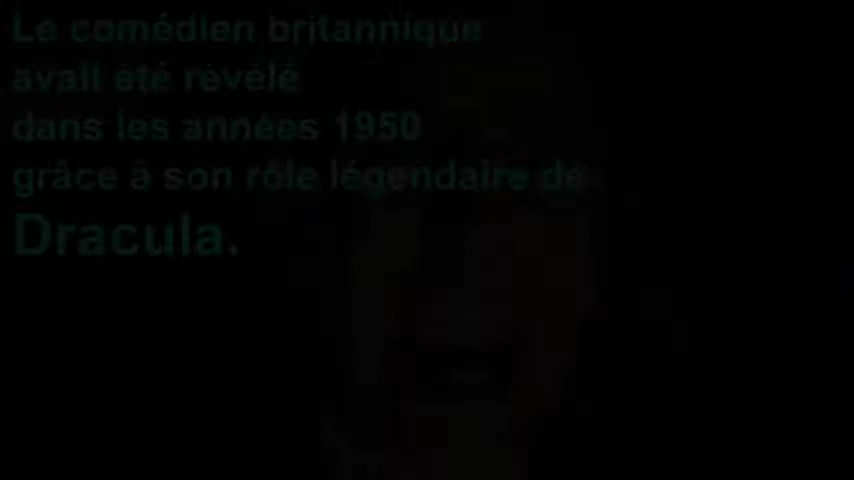 Le comédien britannique
avait été révélé
dans les années 1950
grâce à son rôle légendaire de
Dracula.